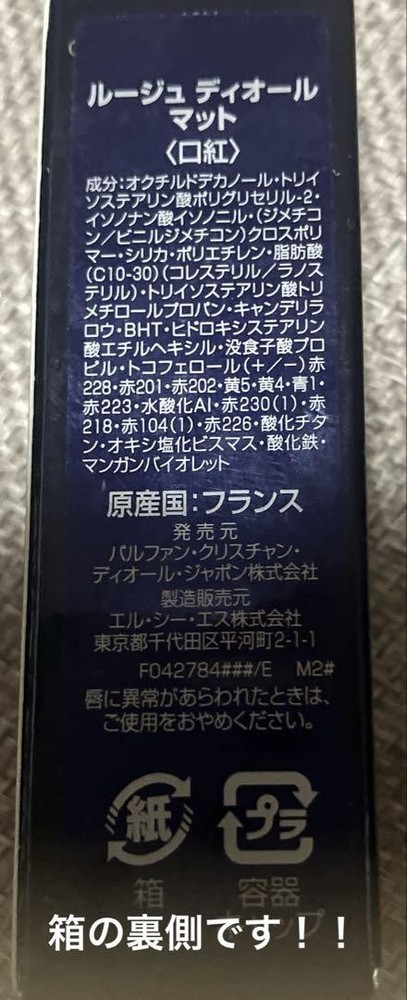 ルージュ ディオール
マット
〈口紅〉
成分:オクチルドデカノール・トリイ
ソステアリン酸ポリグリセリル-2・
イソノナン酸イソノニル・(ジメチコ
ン/ビニルジメチコン)クロスポリ
マー・シリカ・ポリエチレン・脂肪酸
(C10-30)(コレステリル/ラノス
テリル)・トリイソステアリン酸トリ
メチロールプロパン・キャンデリラ
ロウ・BHT・ヒドロキシステアリン
酸エチルヘキシル・没食子酸プロ
ピル・トコフェロール(+/−)赤
228・赤201・赤202・黄5・黄4・青1・
赤223・水酸化Al・赤230(1)・赤
218・赤104(1)・赤226・酸化チタ
ン・オキシ塩化ビスマス・酸化鉄・
マンガンバイオレット
原産国:フランス
発売元
パルファン・クリスチャン・
ディオール・ジャポン株式会社
製造販売元
エル・シー・エス株式会社
東京都千代田区平河町2-1-1
F042784###/E M2#
唇に異常があらわれたときは、
ご使用をおやめください。
紙 プラ
箱 容器
箱の裏側です!!